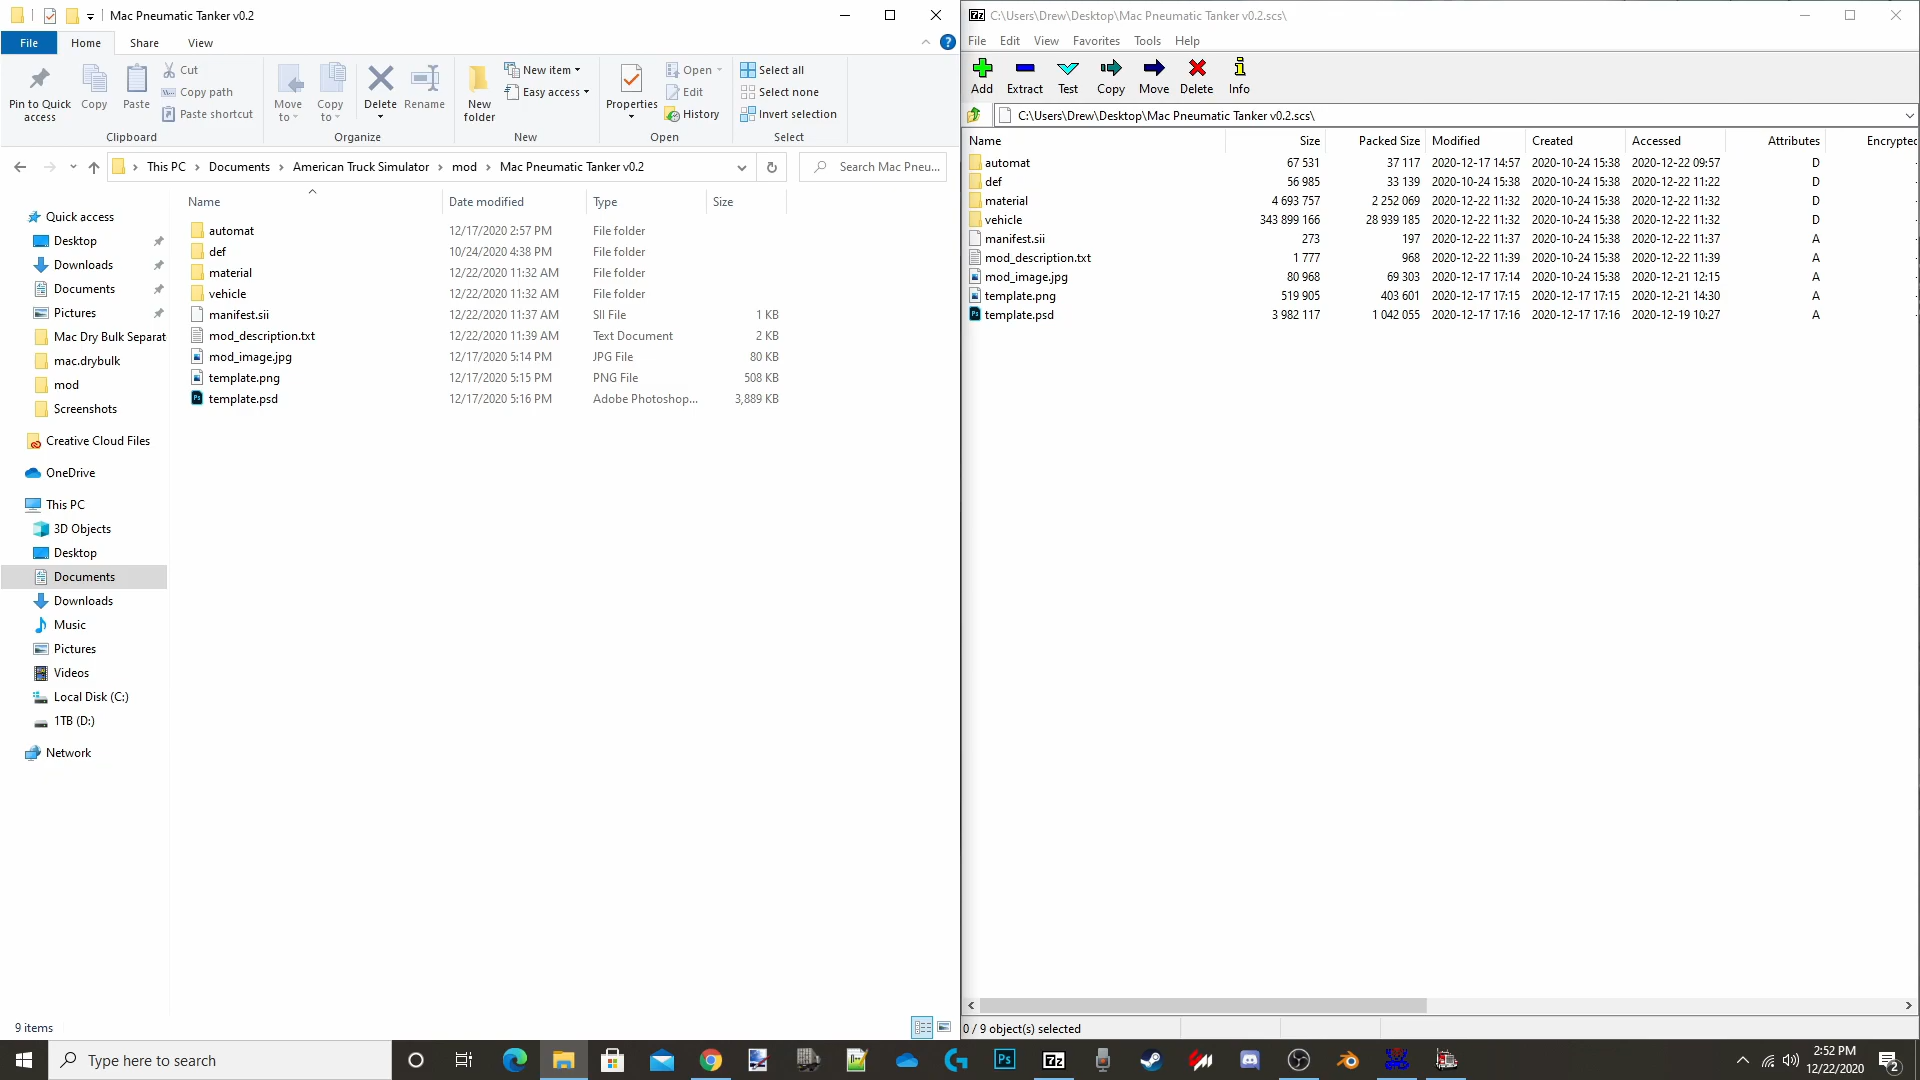 Mac Pneumatic Tanker v0.2
File Home Share View
Pin to Quick access
Copy
Paste
Cut
Copy path
Paste shortcut
Clipboard
Move to
Copy to
Delete
Rename
Organize
New folder
New item
Easy access
New
Properties
Open
Edit
History
Open
Select all
Select none
Invert selection
Select
This PC > Documents > American Truck Simulator > mod > Mac Pneumatic Tanker v0.2
Search Mac Pneu...
Quick access
Desktop
Downloads
Documents
Pictures
Mac Dry Bulk Separat
mac.drybulk
mod
Screenshots
Creative Cloud Files
OneDrive
This PC
3D Objects
Desktop
Documents
Downloads
Music
Pictures
Videos
Local Disk (C:)
1TB (D:)
Network
Name Date modified Type Size
automat 12/17/2020 2:57 PM File folder
def 10/24/2020 4:38 PM File folder
material 12/22/2020 11:32 AM File folder
vehicle 12/22/2020 11:32 AM File folder
manifest.sii 12/22/2020 11:37 AM SII File 1 KB
mod_description.txt 12/22/2020 11:39 AM Text Document 2 KB
mod_image.jpg 12/17/2020 5:14 PM JPG File 80 KB
template.png 12/17/2020 5:15 PM PNG File 508 KB
template.psd 12/17/2020 5:16 PM Adobe Photoshop... 3,889 KB
9 items
7z C:\Users\Drew\Desktop\Mac Pneumatic Tanker v0.2.scs\
File Edit View Favorites Tools Help
Add Extract Test Copy Move Delete Info
C:\Users\Drew\Desktop\Mac Pneumatic Tanker v0.2.scs\
Name Size Packed Size Modified Created Accessed Attributes Encrypted
automat 67 531 37 117 2020-12-17 14:57 2020-10-24 15:38 2020-12-22 09:57 D -
def 56 985 33 139 2020-10-24 15:38 2020-10-24 15:38 2020-12-22 11:22 D -
material 4 693 757 2 252 069 2020-12-22 11:32 2020-10-24 15:38 2020-12-22 11:32 D -
vehicle 343 899 166 28 939 185 2020-12-22 11:32 2020-10-24 15:38 2020-12-22 11:32 D -
manifest.sii 273 197 2020-12-22 11:37 2020-10-24 15:38 2020-12-22 11:37 A -
mod_description.txt 1 777 968 2020-12-22 11:39 2020-10-24 15:38 2020-12-22 11:39 A -
mod_image.jpg 80 968 69 303 2020-12-17 17:14 2020-10-24 15:38 2020-12-21 12:15 A -
template.png 519 905 403 601 2020-12-17 17:15 2020-12-17 17:15 2020-12-21 14:30 A -
template.psd 3 982 117 1 042 055 2020-12-17 17:16 2020-12-17 17:16 2020-12-19 10:27 A -
0 / 9 object(s) selected
Type here to search
Ps
7z
2:52 PM
12/22/2020
2